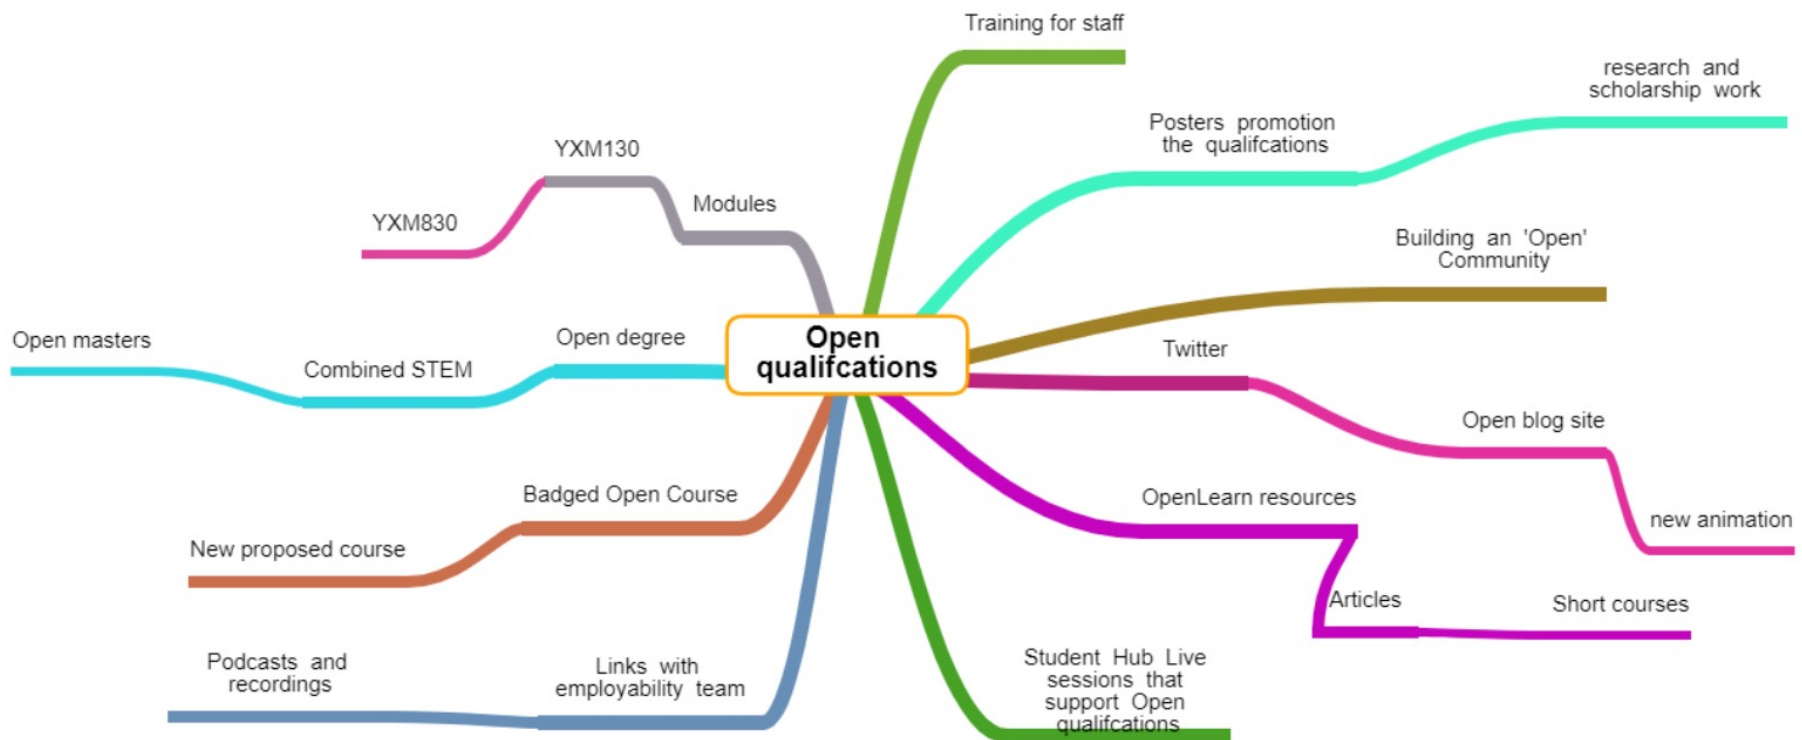 Training for staff
research and
scholarship work
Posters promotion
the qualifcations
YXM130
Modules
YXM830
Building an 'Open'
Community
Open
qualifcations
Open masters
Combined STEM
Open degree
Twitter
Open blog site
new animation
Badged Open Course
New proposed course
OpenLearn resources
Articles
Short courses
Podcasts and
recordings
Links with
employability team
Student Hub Live
sessions that
support Open
qualifcations